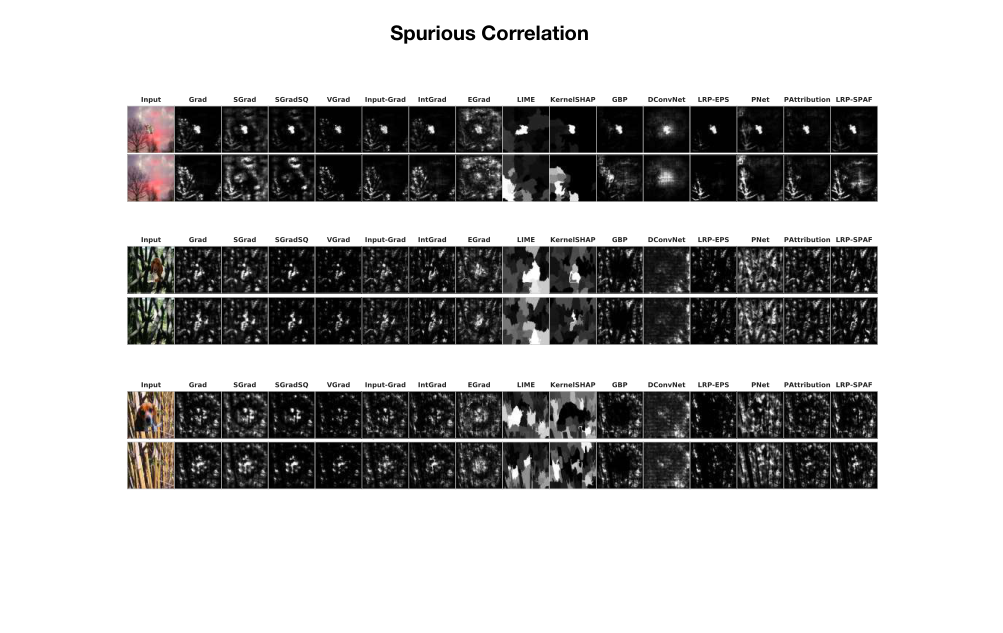 Spurious Correlation
Input Grad SGrad SGradSQ VGrad Input-Grad IntGrad EGrad LIME KernelSHAP GBP DConvNet LRP-EPS PNet PAttribution LRP-SPAF
Input Grad SGrad SGradSQ VGrad Input-Grad IntGrad EGrad LIME KernelSHAP GBP DConvNet LRP-EPS PNet PAttribution LRP-SPAF
Input Grad SGrad SGradSQ VGrad Input-Grad IntGrad EGrad LIME KernelSHAP GBP DConvNet LRP-EPS PNet PAttribution LRP-SPAF